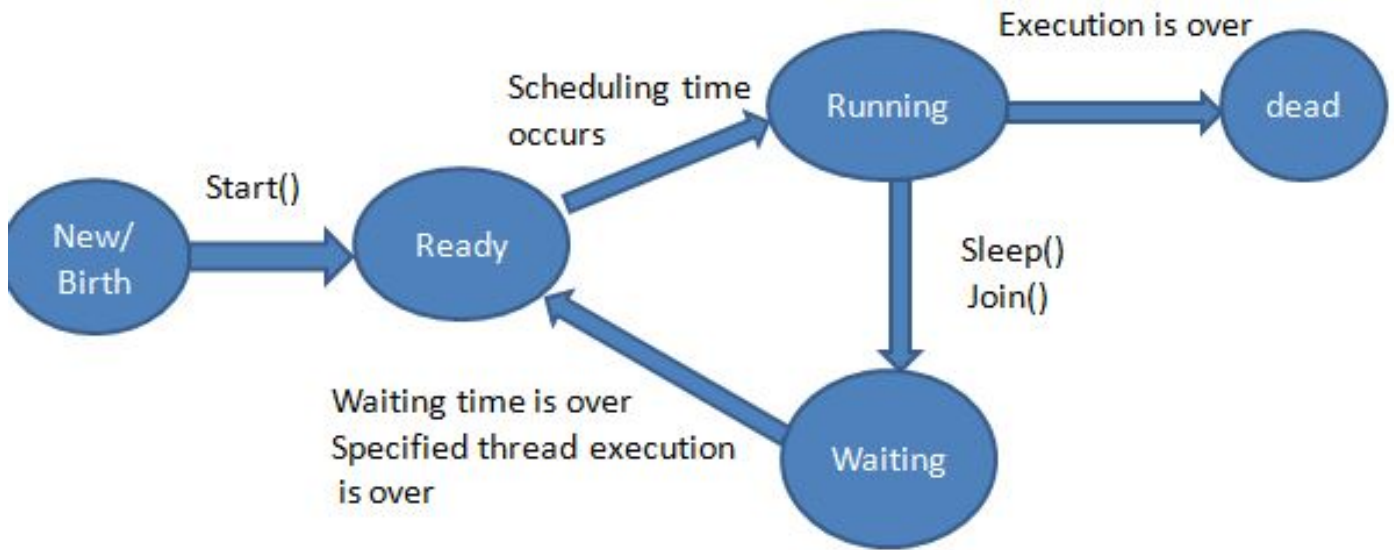 Execution is over
Scheduling time
occurs
Running
dead
Start()
New/
Birth
Ready
Sleep()
Join()
Waiting time is over
Specified thread execution
is over
Waiting